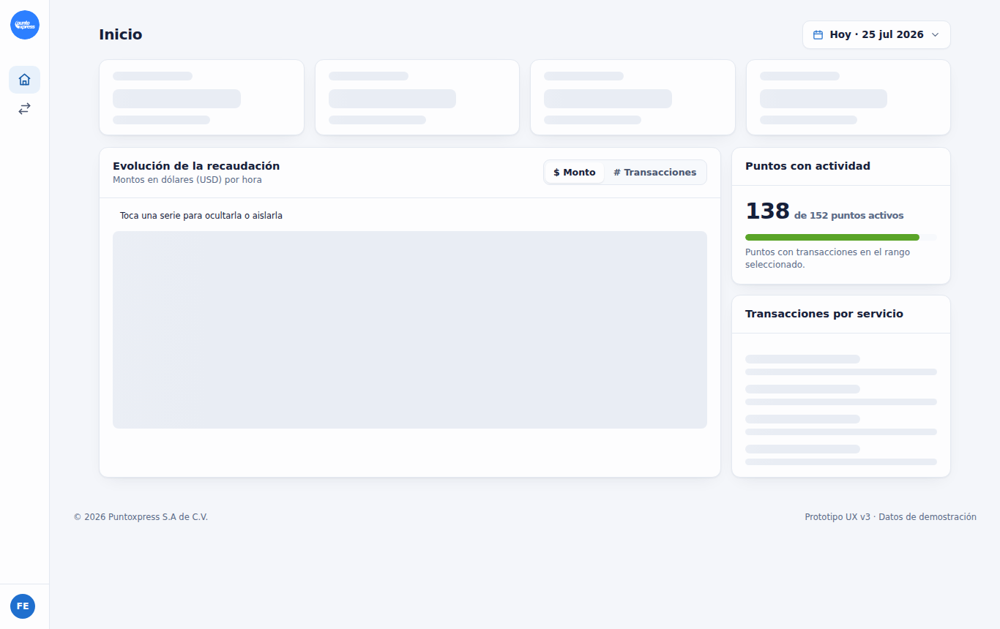 punto
xpress
Inicio
Hoy · 25 jul 2026
Evolución de la recaudación
Montos en dólares (USD) por hora
$ Monto
# Transacciones
Toca una serie para ocultarla o aislarla
Puntos con actividad
138 de 152 puntos activos
Puntos con transacciones en el rango
seleccionado.
Transacciones por servicio
© 2026 Puntoxpress S.A de C.V.
Prototipo UX v3 · Datos de demostración
FE